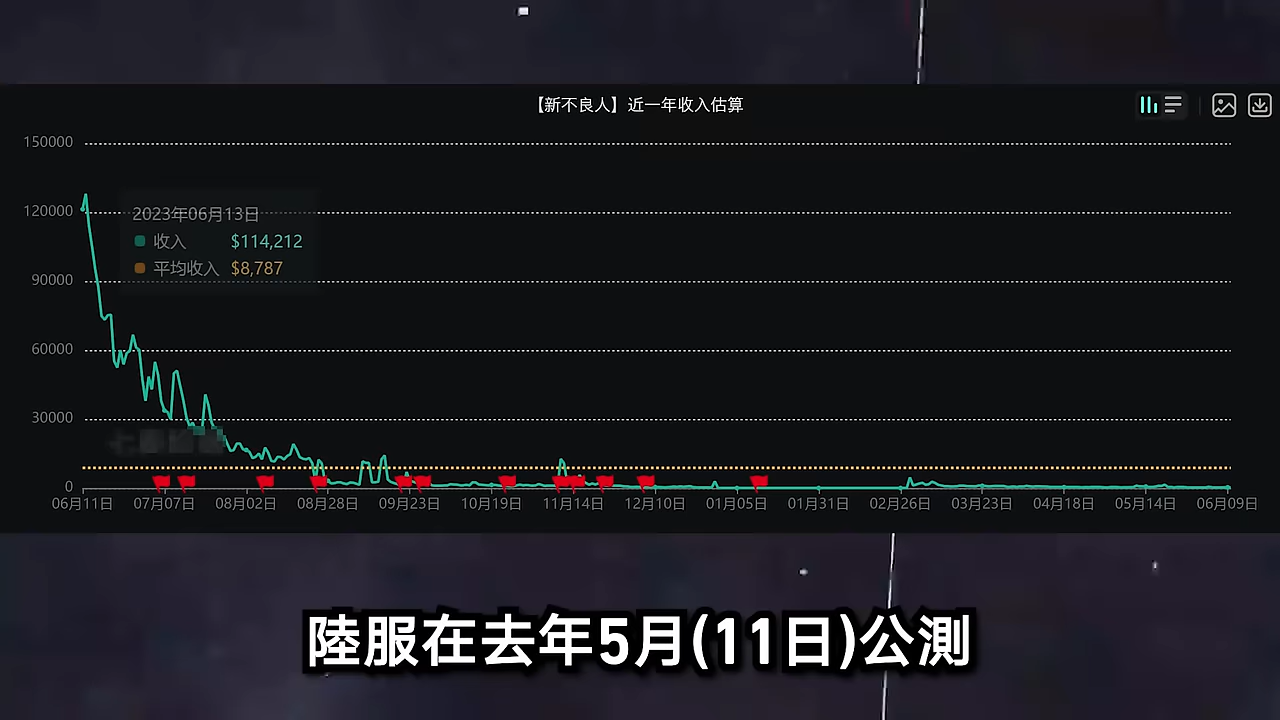 【新不良人】近一年收入估算
150000
120000
90000
60000
30000
0
2023年06月13日
收入 $114,212
平均收入 $8,787
06月11日 07月07日 08月02日 08月28日 09月23日 10月19日 11月14日 12月10日 01月05日 01月31日 02月26日 03月23日 04月18日 05月14日 06月09日
陸服在去年5月(11日)公測